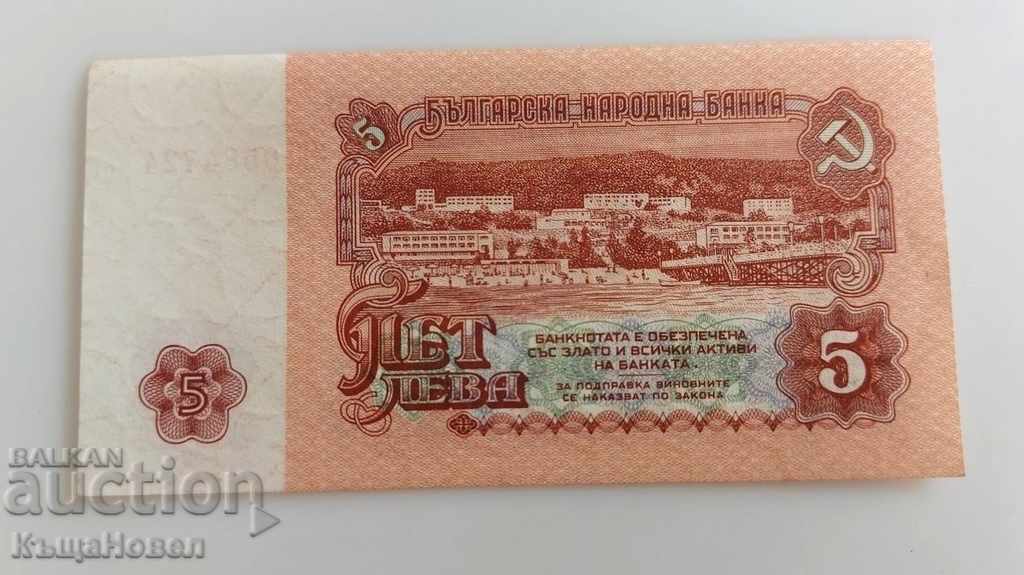 5 БЪЛГАРСКА НАРОДНА БАНКА
ПЕТ
ЛЕВА
БАНКНОТАТА Е ОБЕЗПЕЧЕНА
СЪС ЗЛАТО И ВСИЧКИ АКТИВИ
НА БАНКАТА.
ЗА ПОДПРАВКА ВИНОВНИТЕ
СЕ НАКАЗВАТ ПО ЗАКОНА
5
5
BALKAN
auction
КъщаНовел